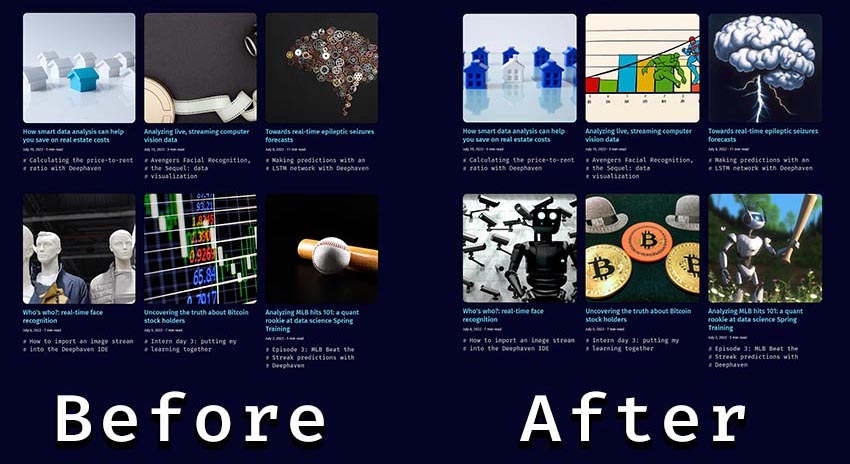 How smart data analysis can help
you save on real estate costs
July 19, 2022 · 5 min read
# Calculating the price-to-rent
# ratio with Deephaven
Analyzing live, streaming computer
vision data
July 13, 2022 · 3 min read
# Avengers Facial Recognition,
# the Sequel: data
# visualization
Towards real-time epileptic seizures
forecasts
July 8, 2022 · 11 min read
# Making predictions with an
# LSTM network with Deephaven
93.21
0.9269
65.84
0.7917
Who's who?: real-time face
recognition
July 6, 2022 · 7 min read
# How to import an image stream
# into the Deephaven IDE
Uncovering the truth about Bitcoin
stock holders
July 5, 2022 · 7 min read
# Intern day 3: putting my
# learning together
Analyzing MLB hits 101: a quant
rookie at data science Spring
Training
July 2, 2022 · 5 min read
# Episode 3: MLB Beat the
# Streak predictions with
# Deephaven
Before
How smart data analysis can help
you save on real estate costs
July 19, 2022 · 5 min read
# Calculating the price-to-rent
# ratio with Deephaven
Analyzing live, streaming computer
vision data
July 13, 2022 · 3 min read
# Avengers Facial Recognition,
# the Sequel: data
# visualization
Towards real-time epileptic seizures
forecasts
July 8, 2022 · 11 min read
# Making predictions with an
# LSTM network with Deephaven
Who's who?: real-time face
recognition
July 6, 2022 · 7 min read
# How to import an image stream
# into the Deephaven IDE
Uncovering the truth about Bitcoin
stock holders
July 5, 2022 · 7 min read
# Intern day 3: putting my
# learning together
Analyzing MLB hits 101: a quant
rookie at data science Spring
Training
July 2, 2022 · 5 min read
# Episode 3: MLB Beat the
# Streak predictions with
# Deephaven
After